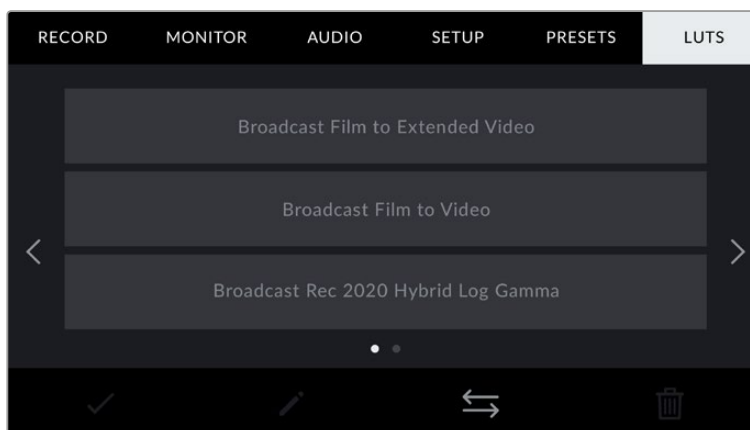 RECORD MONITOR AUDIO SETUP PRESETS LUTS
Broadcast Film to Extended Video
Broadcast Film to Video
Broadcast Rec 2020 Hybrid Log Gamma